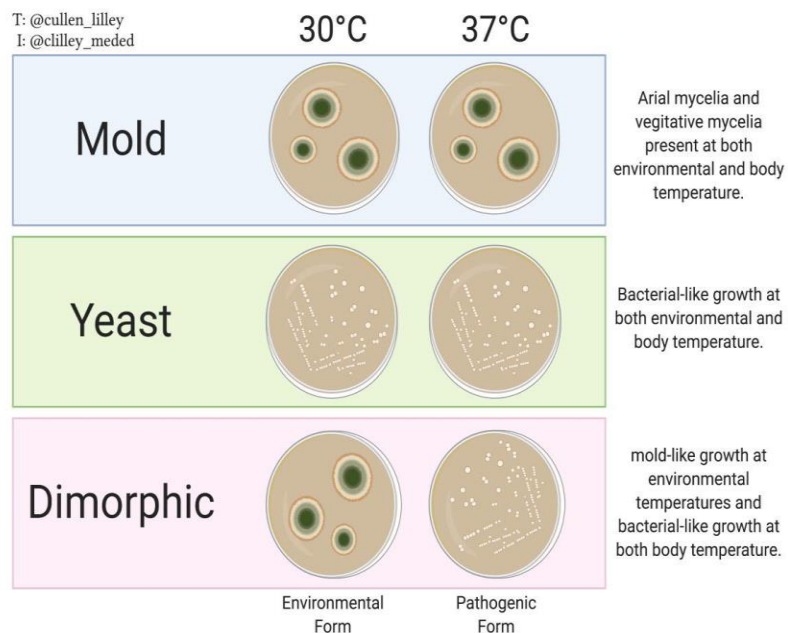 T: @cullen_lilley
I: @clilley_meded
30°C
37°C
Mold
Arial mycelia and
vegitative mycelia
present at both
environmental and body
temperature.
Yeast
Bacterial-like growth at
both environmental and
body temperature.
Dimorphic
mold-like growth at
environmental
temperatures and
bacterial-like growth at
both body temperature.
Environmental
Form
Pathogenic
Form